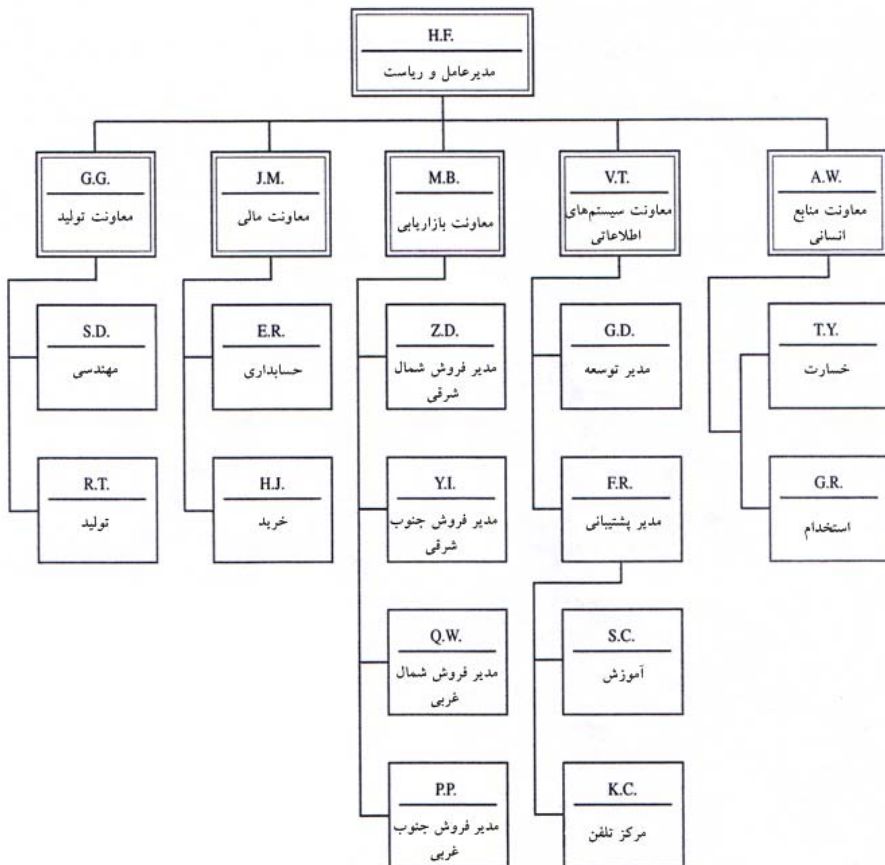 H.F.
مدیرعامل و ریاست
G.G.
معاونت تولید
J.M.
معاونت مالی
M.B.
معاونت بازاریابی
V.T.
معاونت سیستم‌های
اطلاعاتی
A.W.
معاونت منابع
انسانی
S.D.
مهندسی
E.R.
حسابداری
Z.D.
مدیر فروش شمال
شرقی
G.D.
مدیر توسعه
T.Y.
خسارت
R.T.
تولید
H.J.
خرید
Y.I.
مدیر فروش جنوب
شرقی
F.R.
مدیر پشتیبانی
G.R.
استخدام
Q.W.
مدیر فروش شمال
غربی
S.C.
آموزش
P.P.
مدیر فروش جنوب
غربی
K.C.
مرکز تلفن